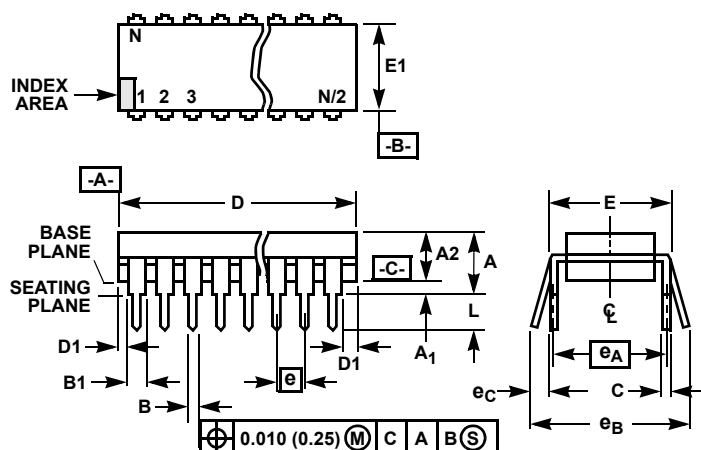 N
E1
INDEX
AREA
1 2 3 N/2
-B-
-A-
D
E
BASE
PLANE
A2
A
-C-
SEATING
PLANE
L
C
L
D1
A1
D1
eA
B1
e
eC
C
B
eB
0.010 (0.25) M C A B S